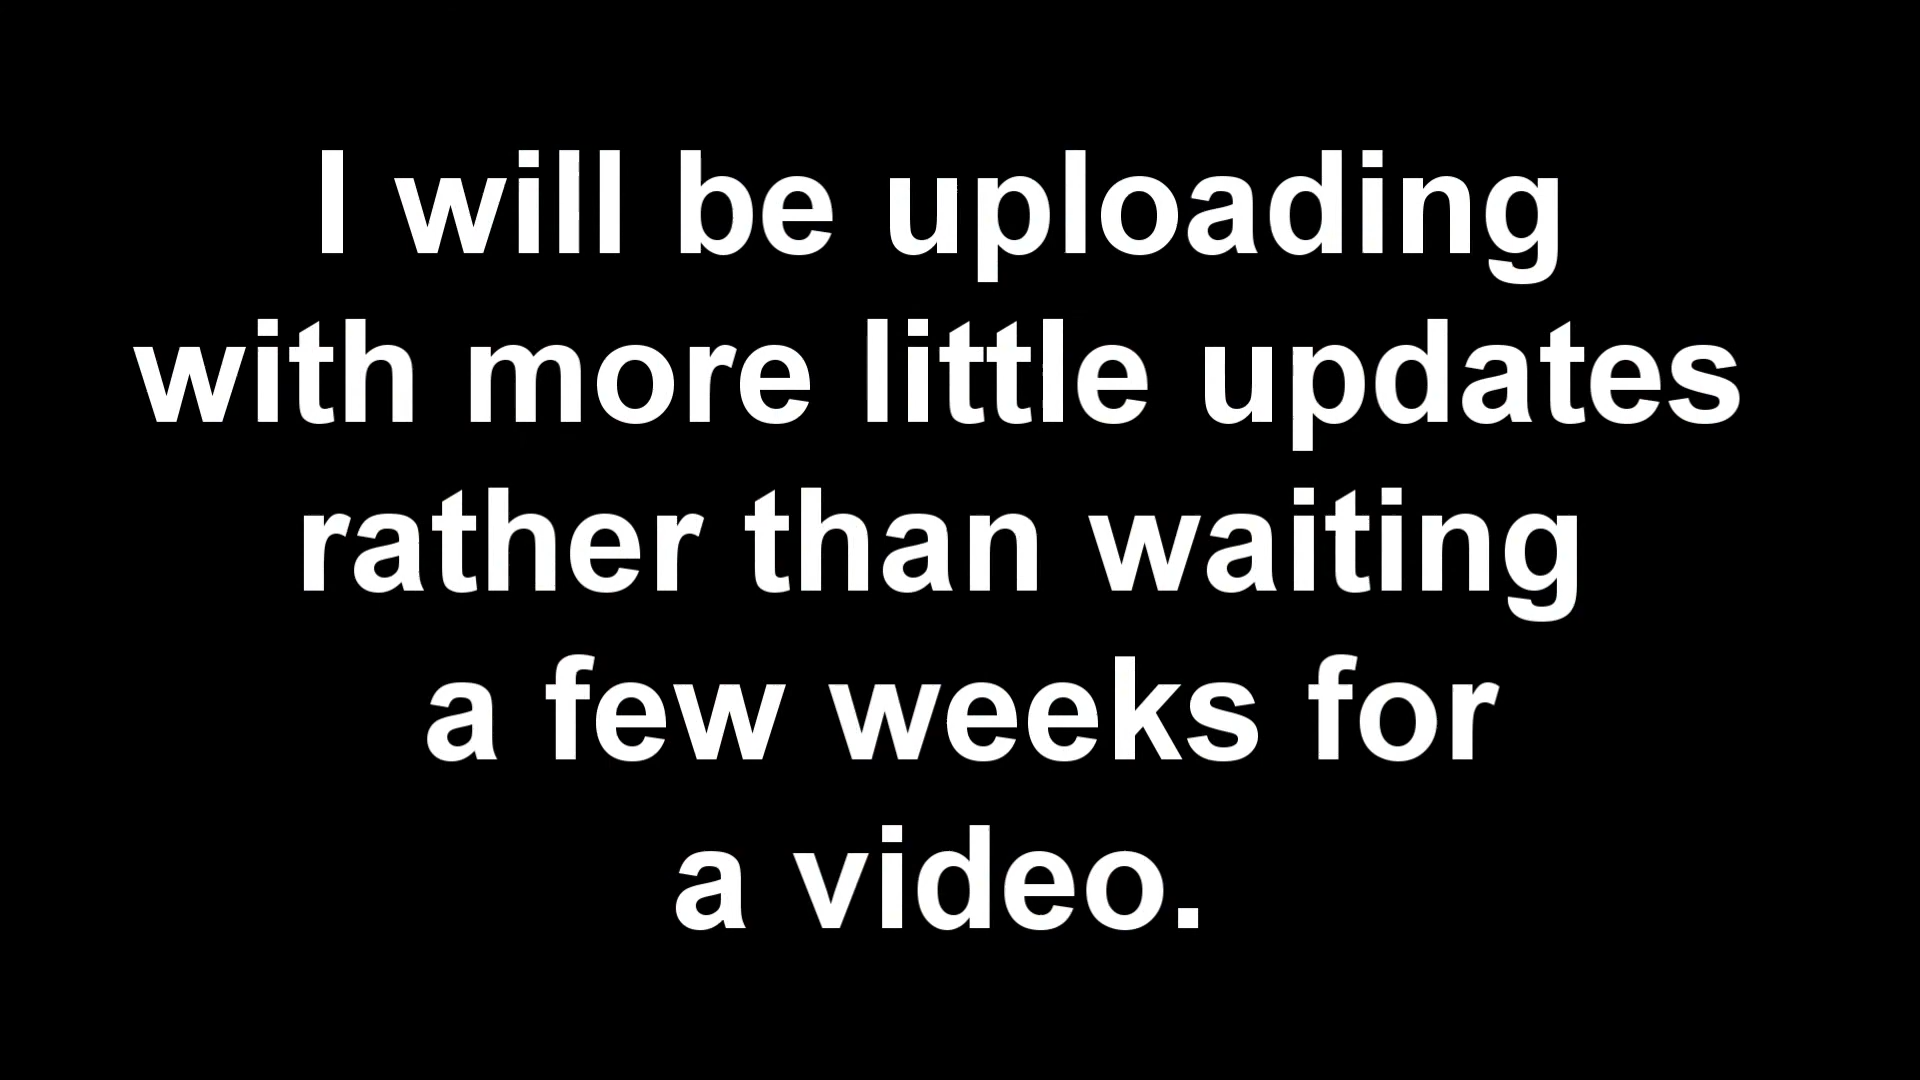 I will be uploading
with more little updates
rather than waiting
a few weeks for
a video.